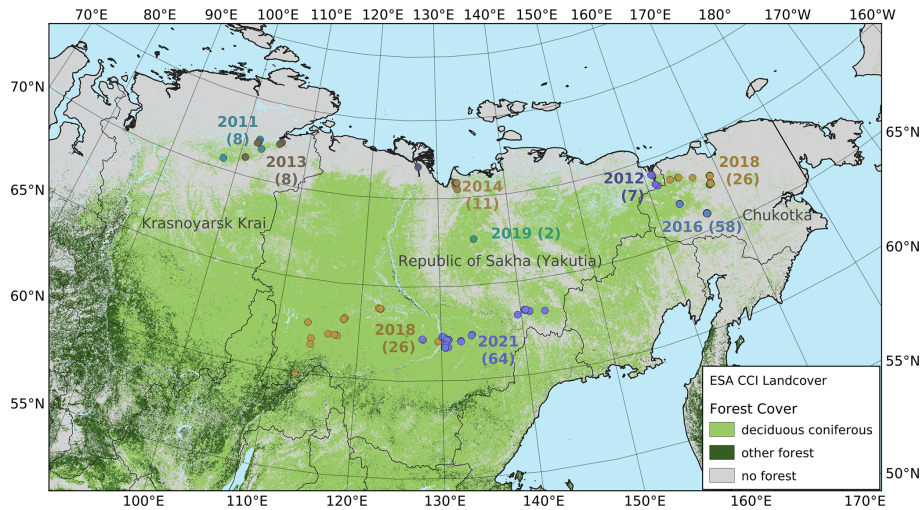 70°E 80°E 90°E 100°E 110°E 120°E 130°E 140°E 150°E 160°E 170°E 180° 170°W 160°W
70°N
65°N
60°N
55°N
65°N
60°N
55°N
50°N
2011
(8)
2013
(8)
2014
(11)
2012
(7)
2018
(26)
2016 (58)
Chukotka
Krasnoyarsk Krai
2019 (2)
Republic of Sakha (Yakutia)
2018
(26)
2021
(64)
ESA CCI Landcover
Forest Cover
deciduous coniferous
other forest
no forest
100°E 110°E 120°E 130°E 140°E 150°E 160°E 170°E